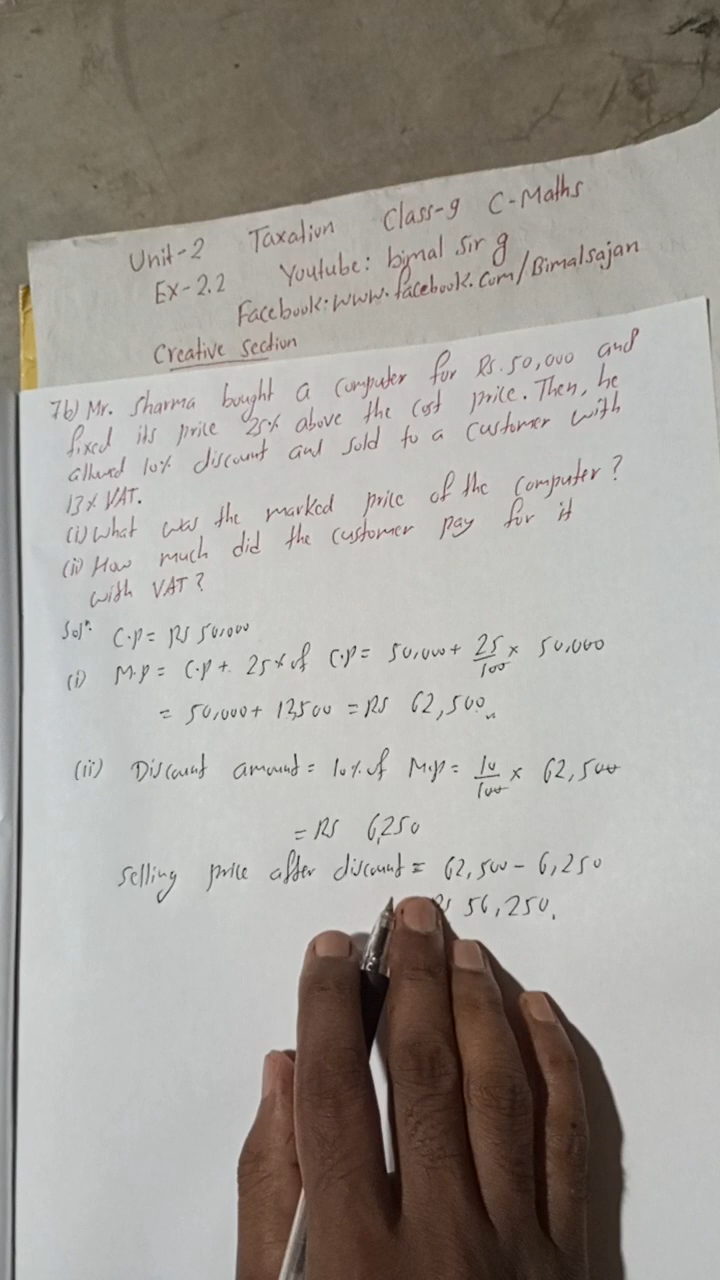 Unit-2 Taxation Class-9 C-Maths
Ex-2.2 Youtube: bimal sir g
Facebook: www.facebook.com/Bimalsajan
Creative section
7b) Mr. Sharma bought a computer for Rs. 50,000 and
fixed its price 25% above the cost price. Then, he
allowed 10% discount and sold to a customer with
13% VAT.
(i) What was the marked price of the computer?
(ii) How much did the customer pay for it
with VAT?
Solⁿ. C.p = Rs 50,000
(i) M.p = C.p + 25% of C.p = 50,000 + 25/100 × 50,000
= 50,000 + 12,500 = Rs 62,500
(ii) Discount amount = 10% of M.p = 10/100 × 62,500
= Rs 6,250
Selling price after discount = 62,500 - 6,250
Rs 56,250.